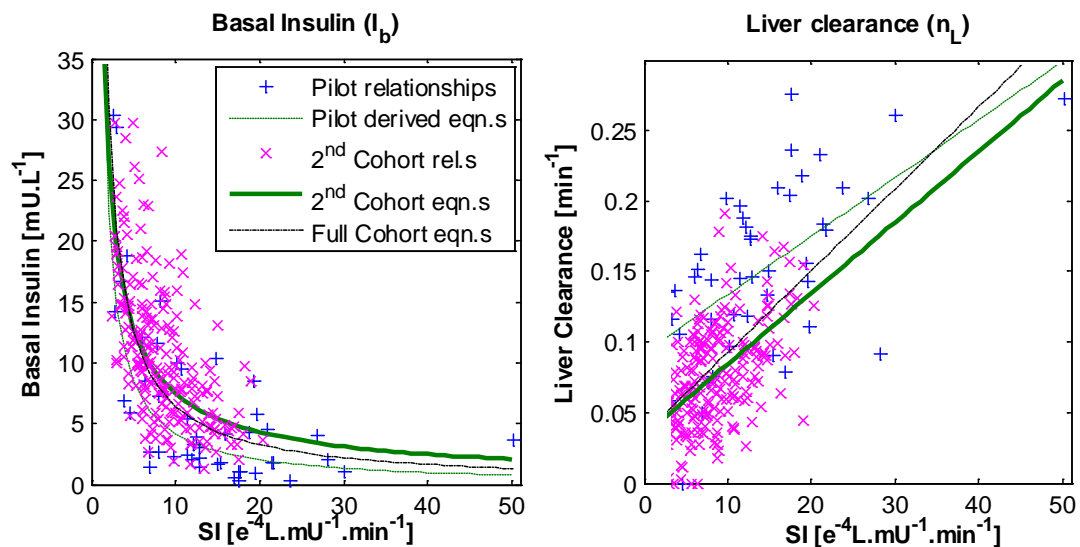 Basal Insulin (I_b)
35
30
25
20
15
10
5
0
Basal Insulin [mU.L^-1]
Pilot relationships
Pilot derived eqn.s
2^nd Cohort rel.s
2^nd Cohort eqn.s
Full Cohort eqn.s
0 10 20 30 40 50
SI [e^-4L.mU^-1.min^-1]
Liver clearance (n_L)
0.25
0.2
0.15
0.1
0.05
0
Liver Clearance [min^-1]
0 10 20 30 40 50
SI [e^-4L.mU^-1.min^-1]